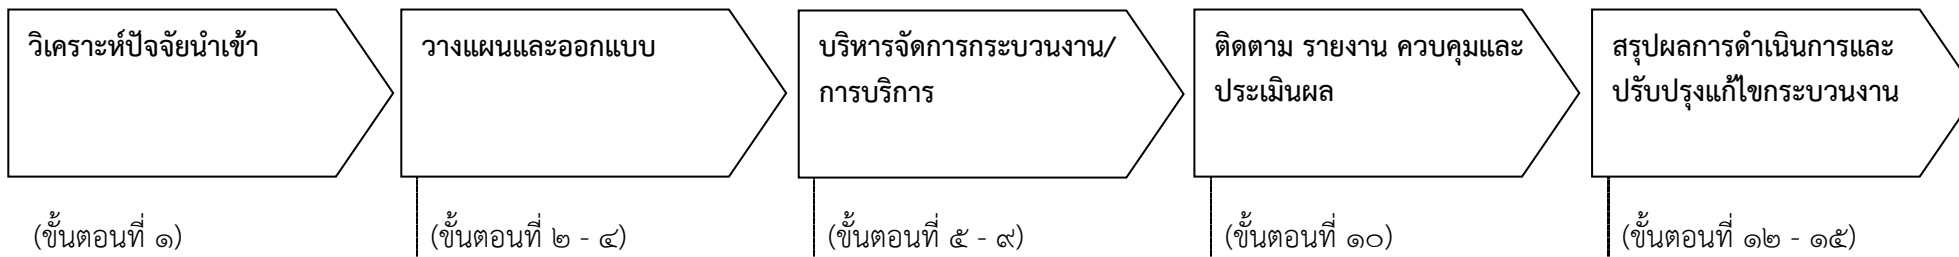 วิเคราะห์ปัจจัยนำเข้า
(ขั้นตอนที่ ๑)
วางแผนและออกแบบ
(ขั้นตอนที่ ๒ - ๔)
บริหารจัดการกระบวนงาน/
การบริการ
(ขั้นตอนที่ ๕ - ๙)
ติดตาม รายงาน ควบคุมและ
ประเมินผล
(ขั้นตอนที่ ๑๐)
สรุปผลการดำเนินการและ
ปรับปรุงแก้ไขกระบวนงาน
(ขั้นตอนที่ ๑๒ - ๑๕)